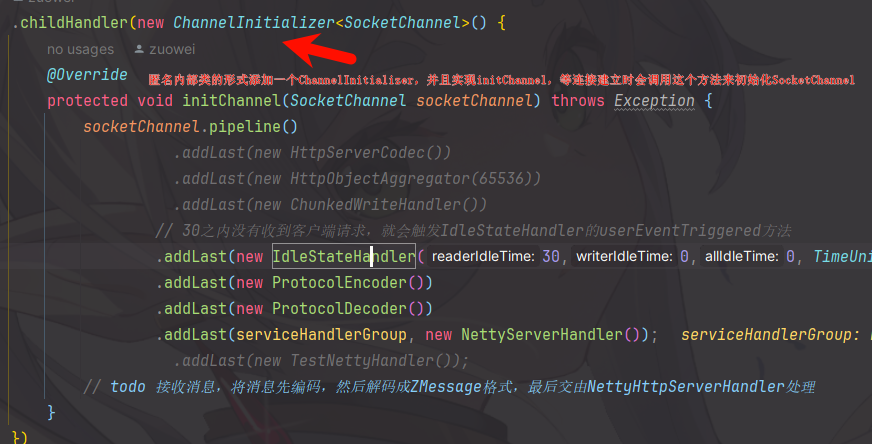 .childHandler(new ChannelInitializer<SocketChannel>() {
no usages zuowei
@Override 匿名内部类的形式添加一个ChannelInitializer，并且实现initChannel，等连接建立时会调用这个方法来初始化SocketChannel
protected void initChannel(SocketChannel socketChannel) throws Exception {
socketChannel.pipeline()
.addLast(new HttpServerCodec())
.addLast(new HttpObjectAggregator(65536))
.addLast(new ChunkedWriteHandler())
// 30之内没有收到客户端请求，就会触发IdleStateHandler的userEventTriggered方法
.addLast(new IdleStateHandler( readerIdleTime: 30, writerIdleTime: 0, allIdleTime: 0, TimeUni
.addLast(new ProtocolEncoder())
.addLast(new ProtocolDecoder())
.addLast(serviceHandlerGroup, new NettyServerHandler()); serviceHandlerGroup:
.addLast(new TestNettyHandler());
// todo 接收消息，将消息先编码，然后解码成ZMessage格式，最后交由NettyHttpServerHandler处理
}
})